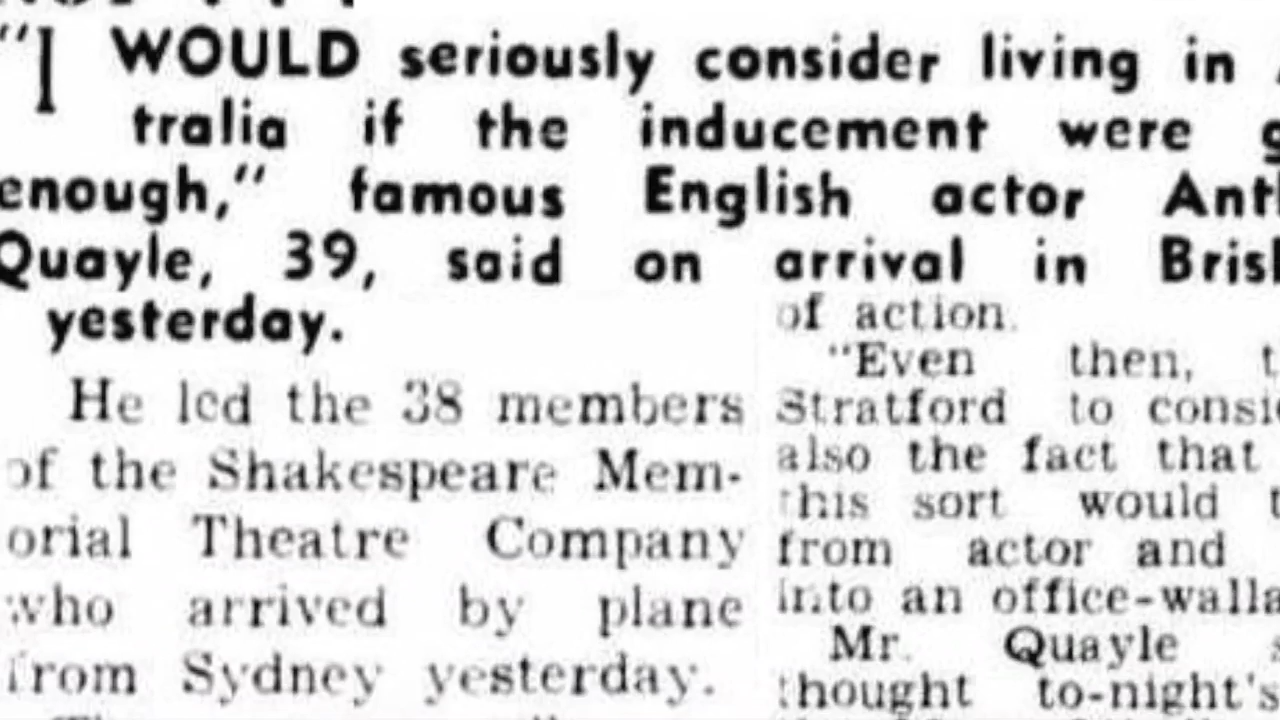 "I WOULD seriously consider living in
tralia if the inducement were
enough," famous English actor
Quayle, 39, said on arrival in
yesterday.
He led the 38 members
of the Shakespeare Mem-
orial Theatre Company
who arrived by plane
from Sydney yesterday.
of action.
"Even then,
Stratford to
also the fact that
this sort would
from actor and
into an office-walla
Mr. Quayle
thought to-night's